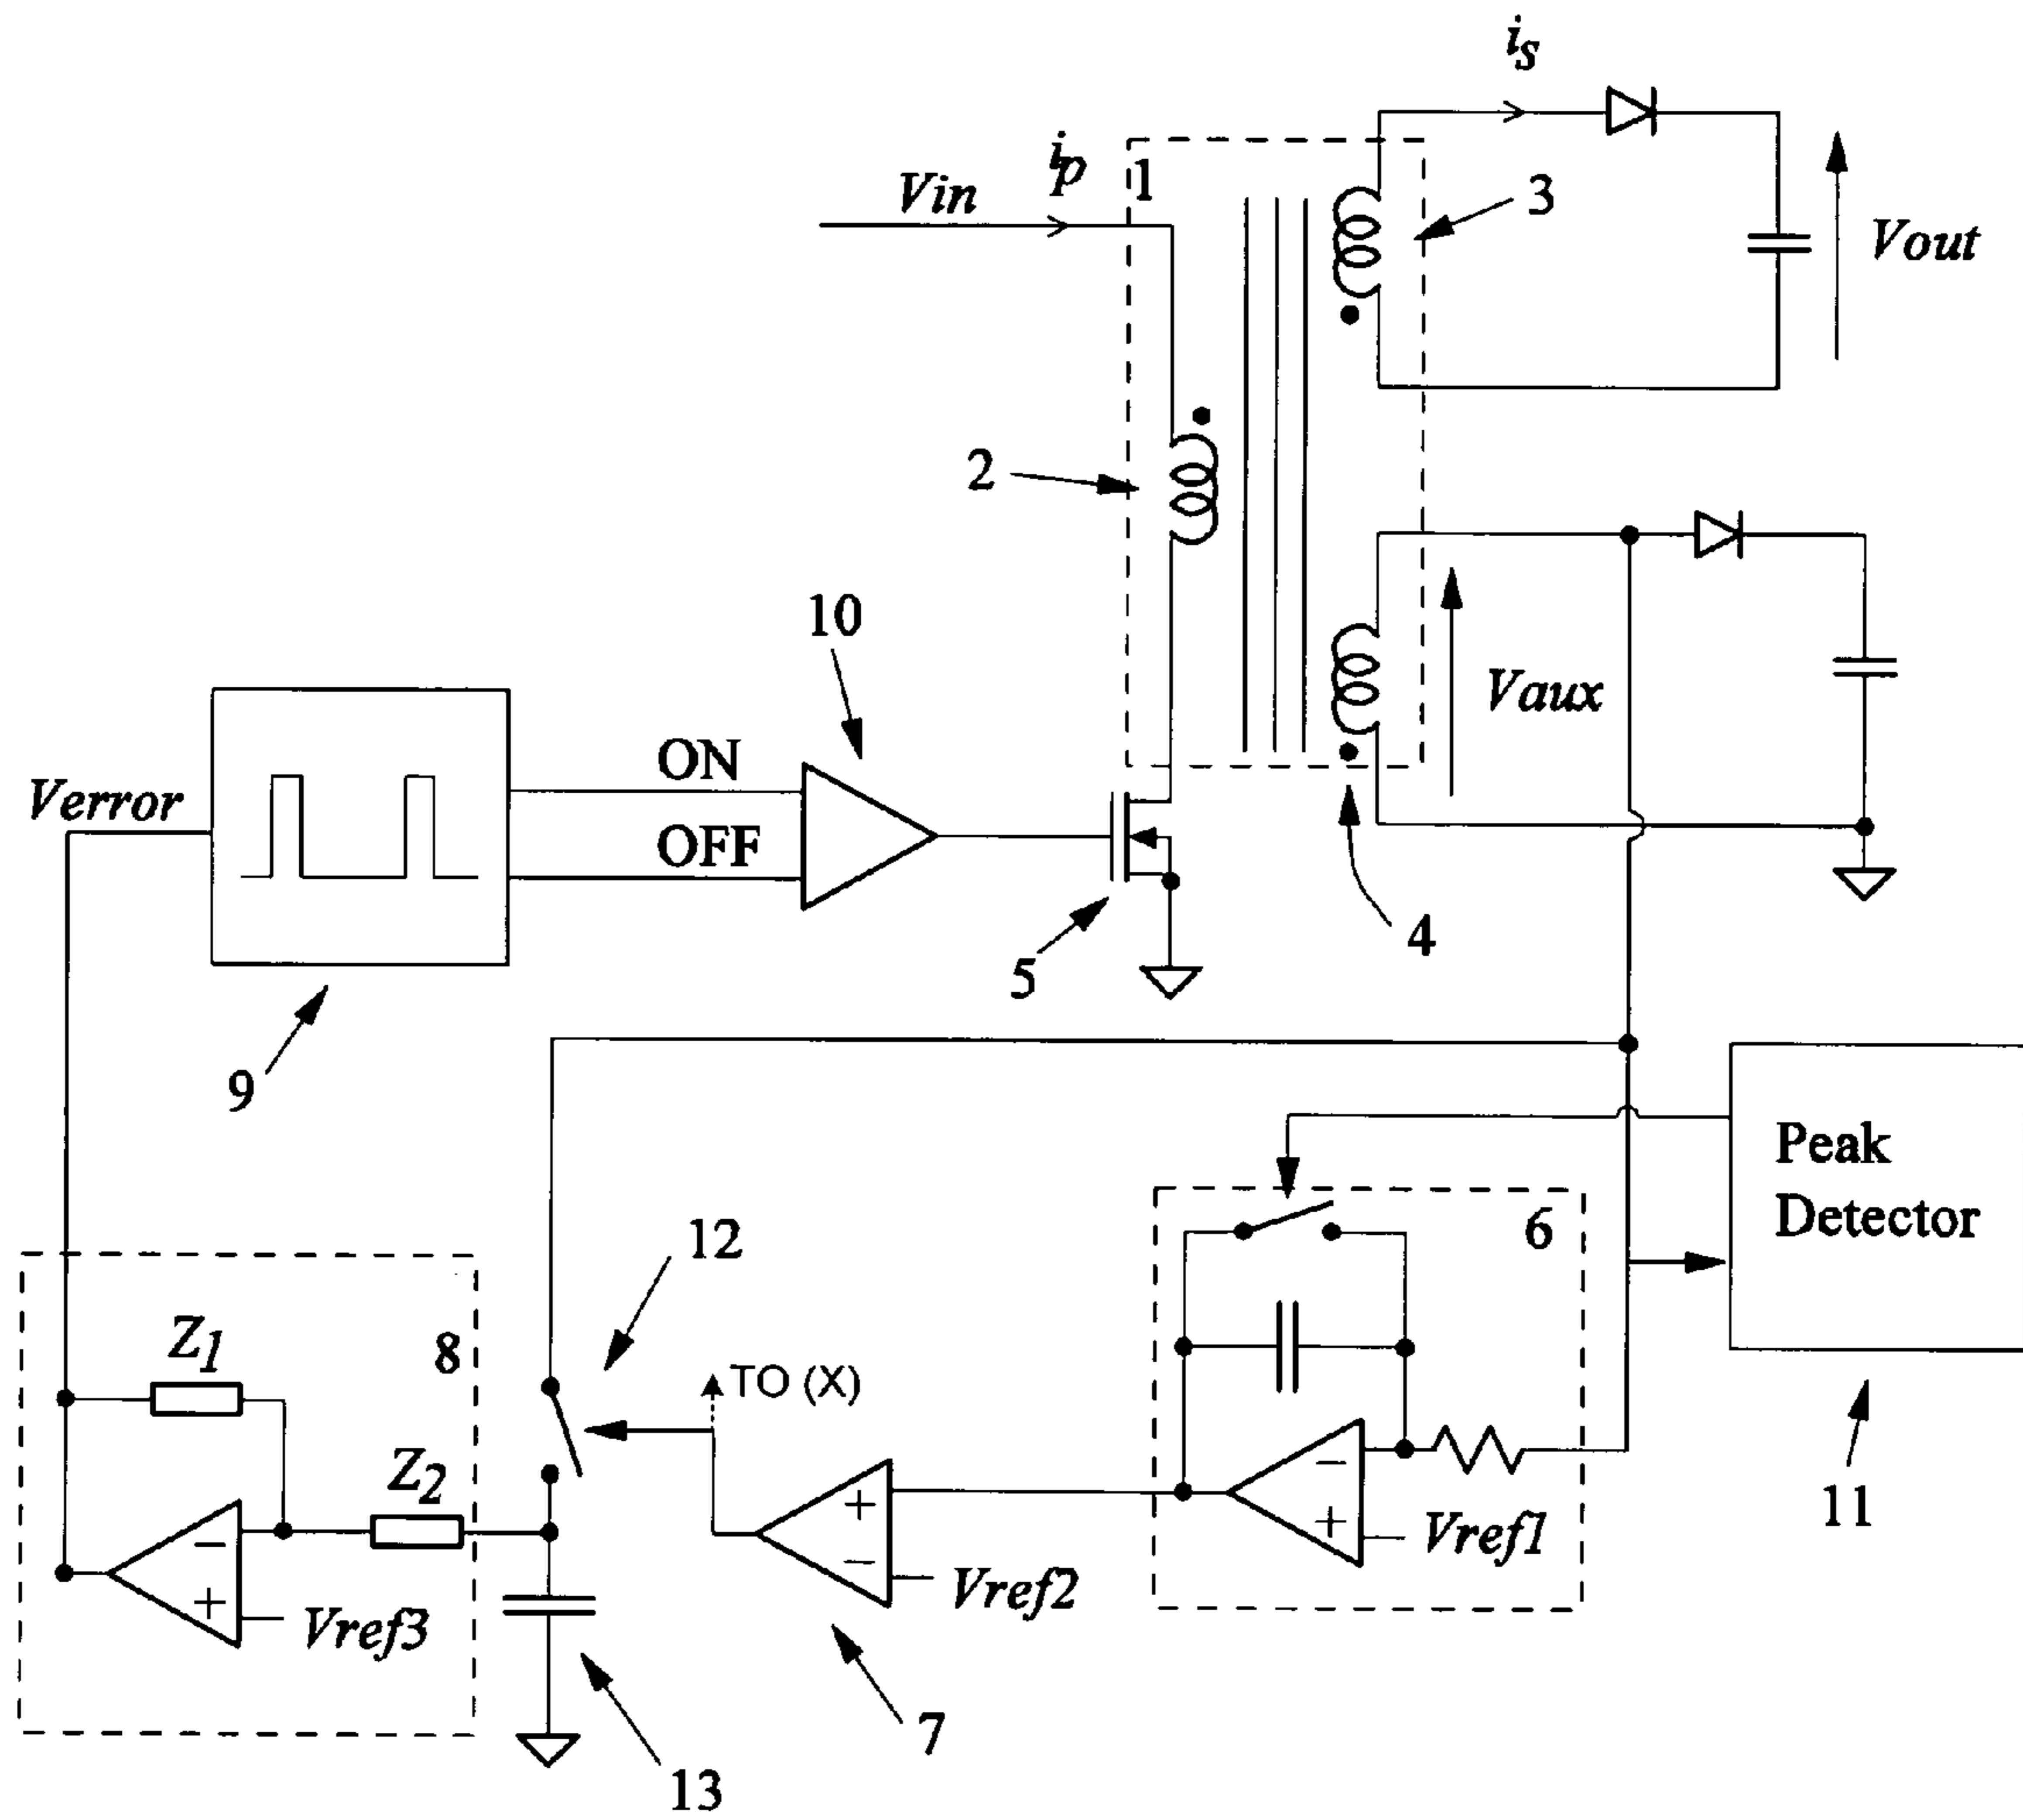 is
ip
1
Vin
3
Vout
2
10
Vaux
ON
Verror
OFF
4
5
9
Peak
Detector
12
6
Z1
8
TO (X)
Z2
−
+
Vref1
11
+
−
Vref2
−
+
Vref3
7
13